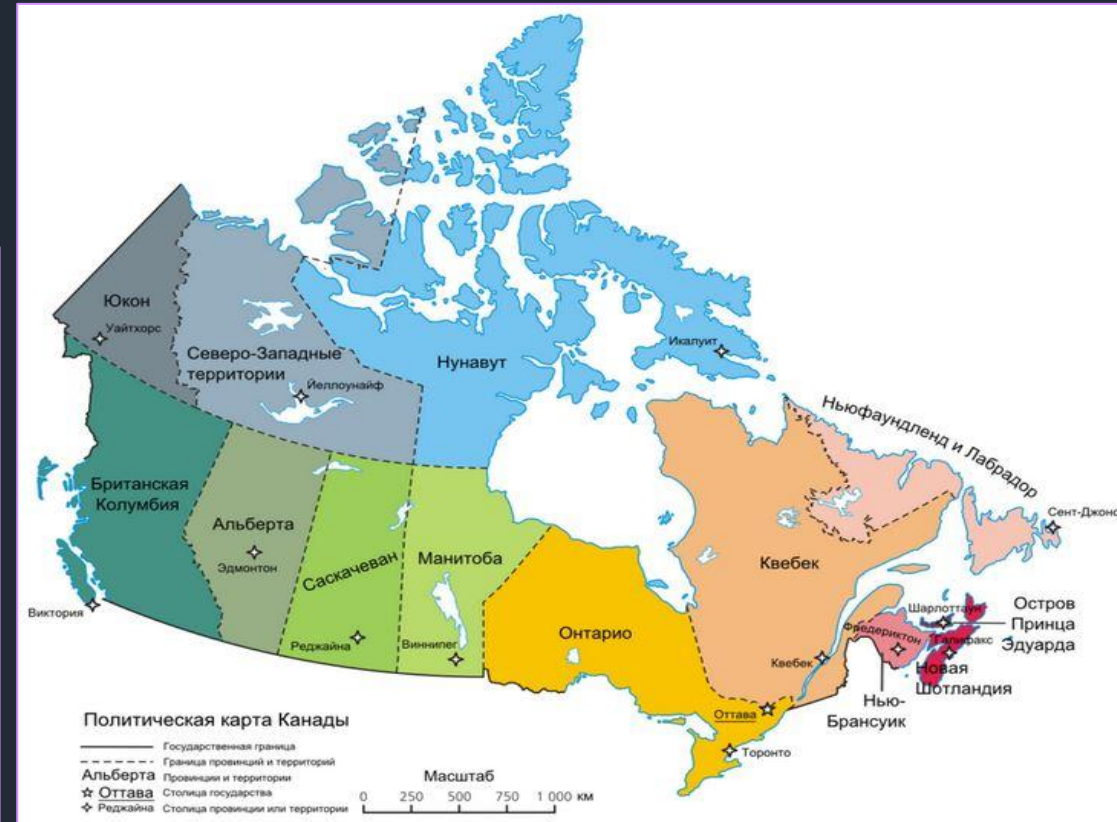 Юкон
Уайтхорс
Северо-Западные
территории
Йеллоунайф
Нунавут
Икалуит
Ньюфаундленд и Лабрадор
Сент-Джонс
Британская
Колумбия
Виктория
Альберта
Эдмонтон
Саскачеван
Реджайна
Манитоба
Виннипег
Онтарио
Оттава
Торонто
Квебек
Квебек
Шарлоттаун
Остров
Принца
Эдуарда
Фредериктон
Галифакс
Новая
Шотландия
Нью-
Брансуик
Политическая карта Канады
Государственная граница
Граница провинций и территорий
Альберта Провинции и территории
Оттава Столица государства
Реджайна Столица провинции или территории
Масштаб
0 250 500 750 1 000 км